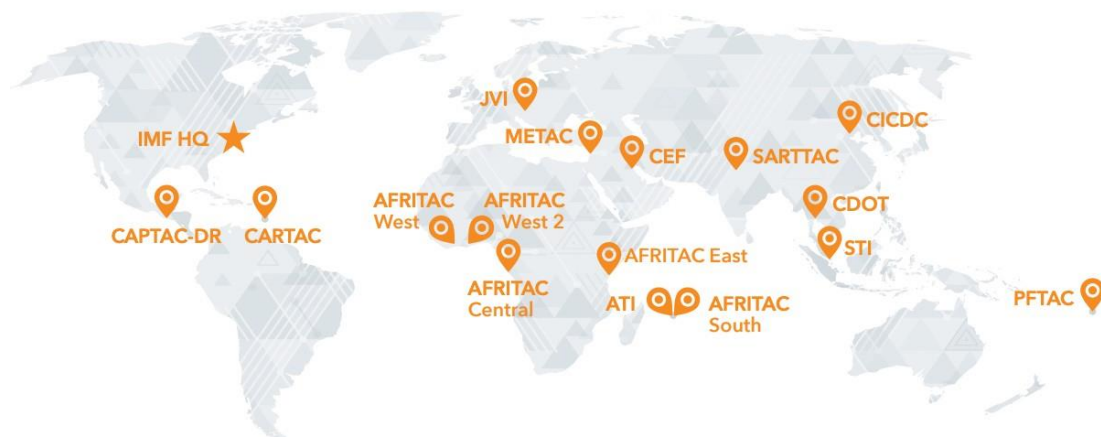 JVI
CICDC
IMF HQ
METAC
CEF
SARTTAC
AFRITAC
West
AFRITAC
West 2
CDOT
CAPTAC-DR
CARTAC
STI
AFRITAC East
AFRITAC
Central
ATI
AFRITAC
South
PFTAC